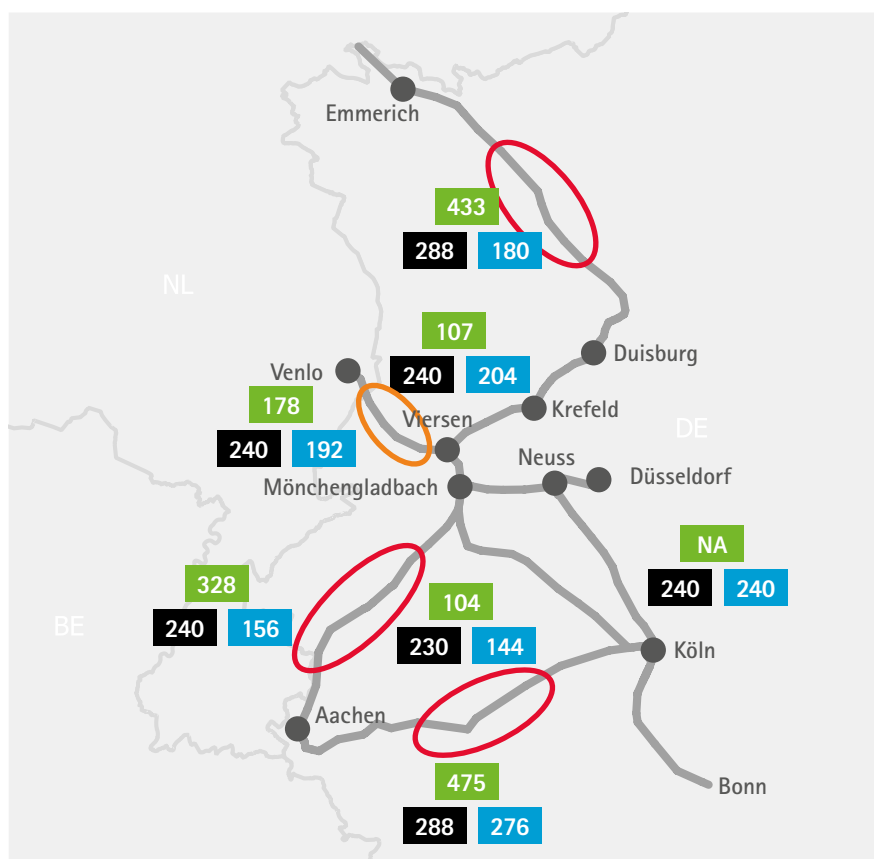 Emmerich
433
288 180
NL
107
Duisburg
Venlo
240 204
178
Krefeld
Viersen
DE
240 192
Neuss
Düsseldorf
Mönchengladbach
NA
328
240 240
104
BE
240 156
230 144
Köln
Aachen
475
Bonn
288 276